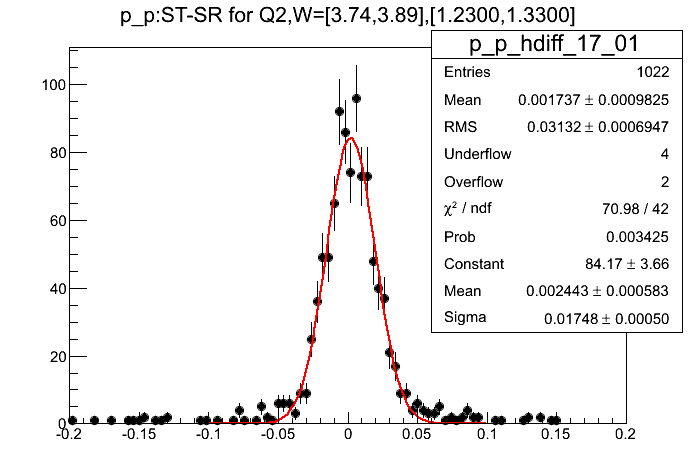 p_p:ST-SR for Q2,W=[3.74,3.89],[1.2300,1.3300]
p_p_hdiff_17_01
Entries 1022
Mean 0.001737 ± 0.0009825
RMS 0.03132 ± 0.0006947
Underflow 4
Overflow 2
χ² / ndf 70.98 / 42
Prob 0.003425
Constant 84.17 ± 3.66
Mean 0.002443 ± 0.000583
Sigma 0.01748 ± 0.00050
100
80
60
40
20
0
-0.2 -0.15 -0.1 -0.05 0 0.05 0.1 0.15 0.2